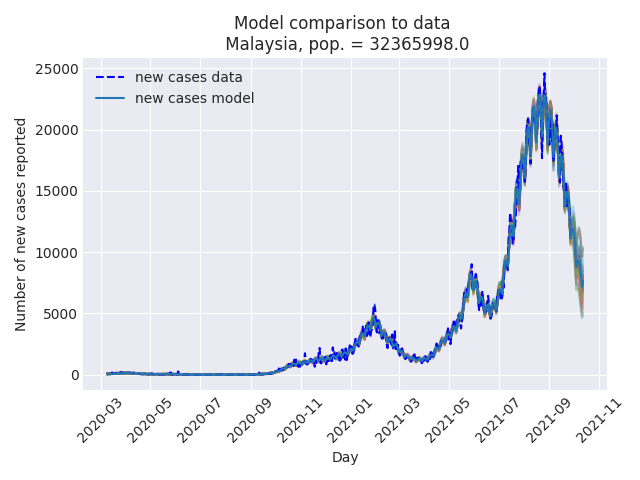 Model comparison to data
Malaysia, pop. = 32365998.0
new cases data
new cases model
Number of new cases reported
25000
20000
15000
10000
5000
0
2020-03
2020-05
2020-07
2020-09
2020-11
2021-01
2021-03
2021-05
2021-07
2021-09
2021-11
Day